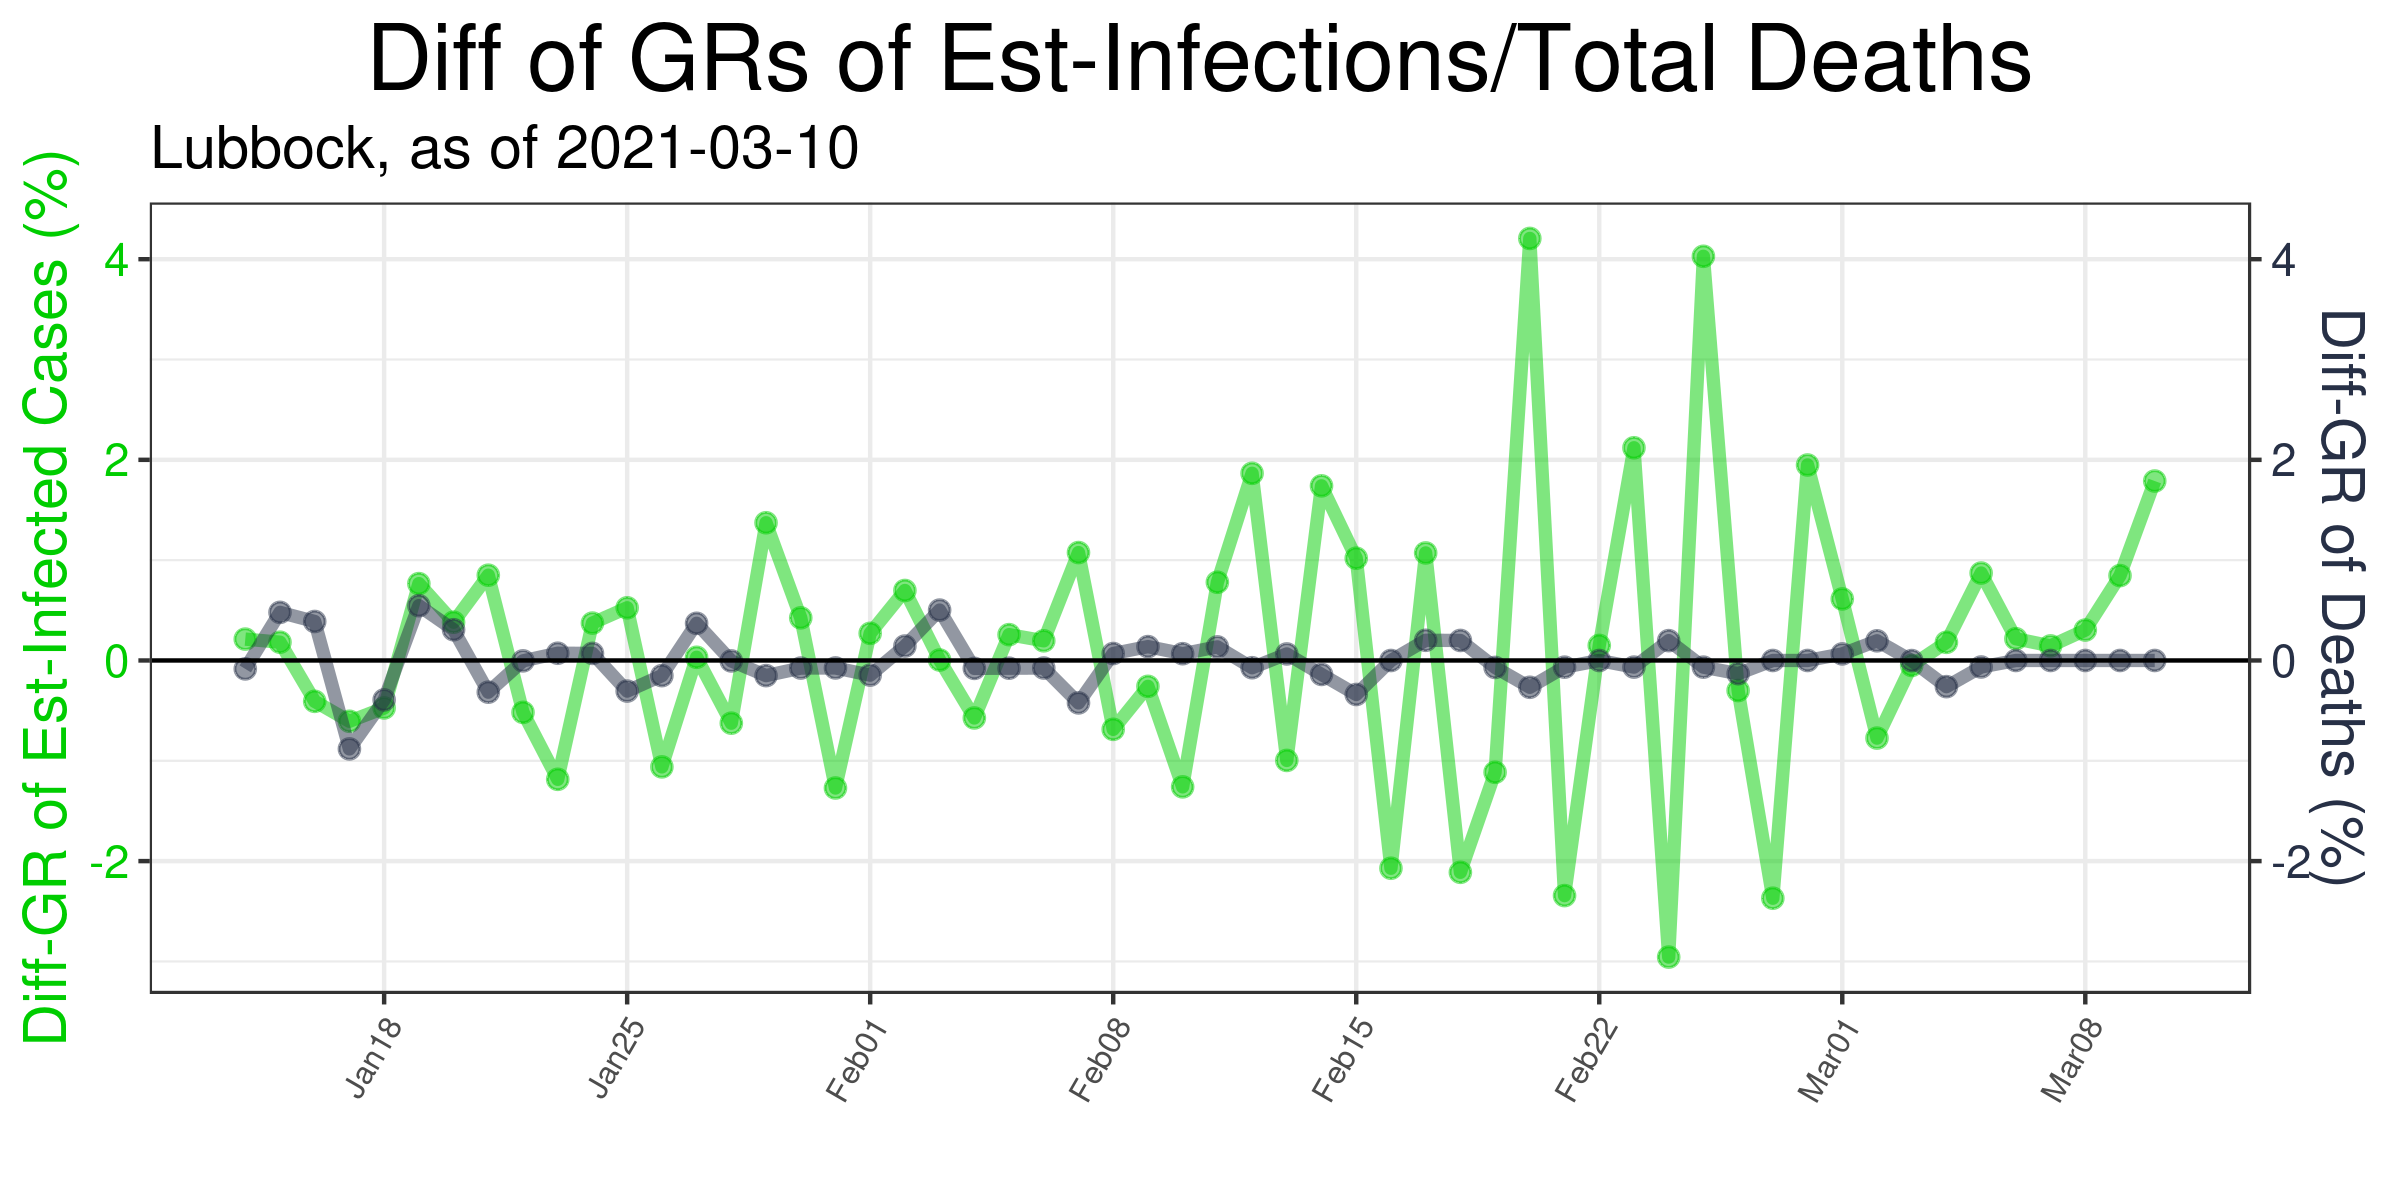 Diff of GRs of Est-Infections/Total Deaths
Lubbock, as of 2021-03-10
Diff-GR of Est-Infected Cases (%)
4
2
0
-2
4
2
0
-2
Diff-GR of Deaths (%)
Jan18
Jan25
Feb01
Feb08
Feb15
Feb22
Mar01
Mar08